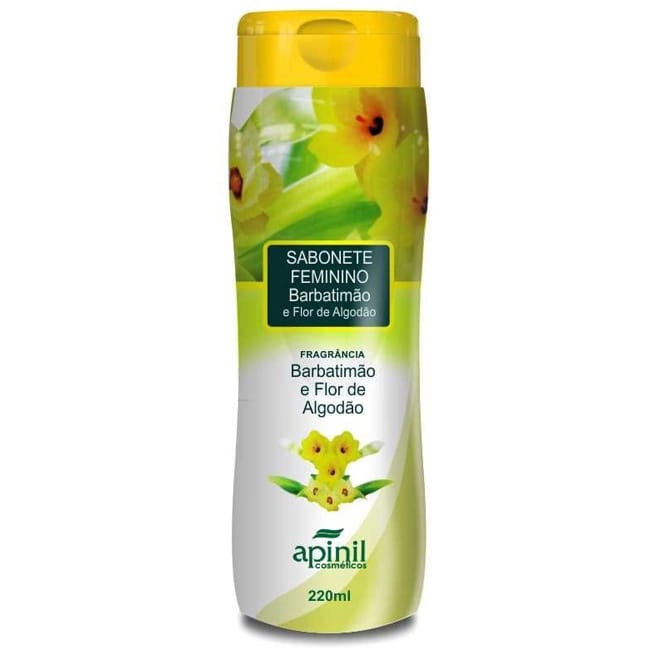 SABONETE
FEMININO
Barbatimão
e Flor de Algodão
FRAGRÂNCIA
Barbatimão
e Flor de
Algodão
apinil
cosméticos
220ml